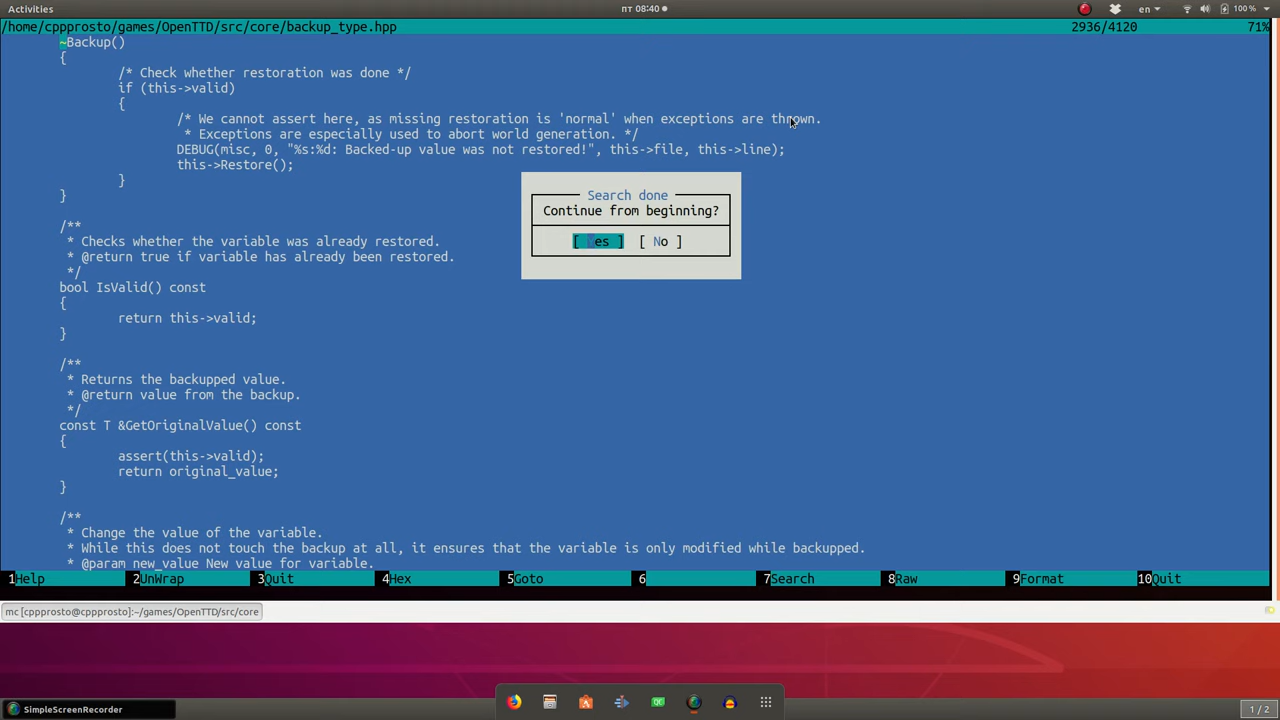 Activities
пт 08:40
en
100 %
/home/cppprosto/games/OpenTTD/src/core/backup_type.hpp 2936/4120 71%
~Backup()
{
/* Check whether restoration was done */
if (this->valid)
{
/* We cannot assert here, as missing restoration is 'normal' when exceptions are thrown.
* Exceptions are especially used to abort world generation. */
DEBUG(misc, 0, "%s:%d: Backed-up value was not restored!", this->file, this->line);
this->Restore();
}
}
Search done
Continue from beginning?
[ Yes ] [ No ]
/**
* Checks whether the variable was already restored.
* @return true if variable has already been restored.
*/
bool IsValid() const
{
return this->valid;
}
/**
* Returns the backupped value.
* @return value from the backup.
*/
const T &GetOriginalValue() const
{
assert(this->valid);
return original_value;
}
/**
* Change the value of the variable.
* While this does not touch the backup at all, it ensures that the variable is only modified while backupped.
* @param new_value New value for variable.
1Help 2UnWrap 3Quit 4Hex 5Goto 6 7Search 8Raw 9Format 10Quit
mc [cppprosto@cppprosto]:~/games/OpenTTD/src/core
SimpleScreenRecorder
1 / 2